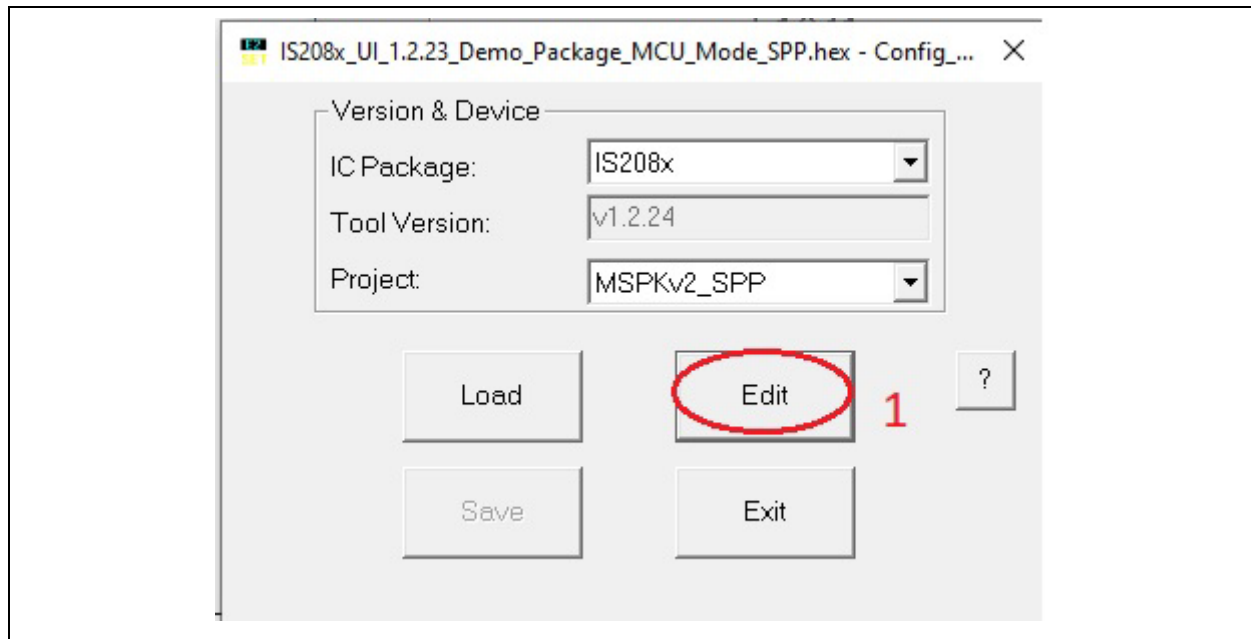 IS208x_UI_1.2.23_Demo_Package_MCU_Mode_SPP.hex - Config_...
Version & Device
IC Package: IS208x
Tool Version: v1.2.24
Project: MSPKv2_SPP
Load Edit 1 ?
Save Exit